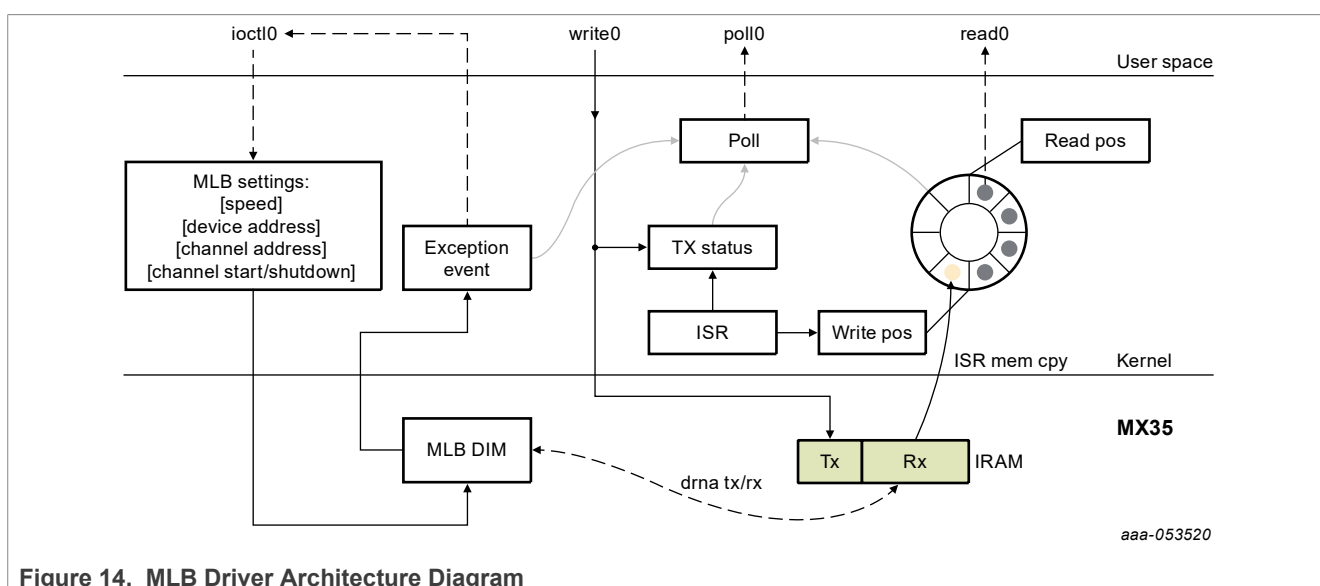 ioctl0
write0
poll0
read0
User space
Poll
Read pos
MLB settings:
[speed]
[device address]
[channel address]
[channel start/shutdown]
Exception
event
TX status
ISR
Write pos
ISR mem cpy
Kernel
MLB DIM
MX35
Tx
Rx
IRAM
drna tx/rx
aaa-053520
Figure 14. MLB Driver Architecture Diagram